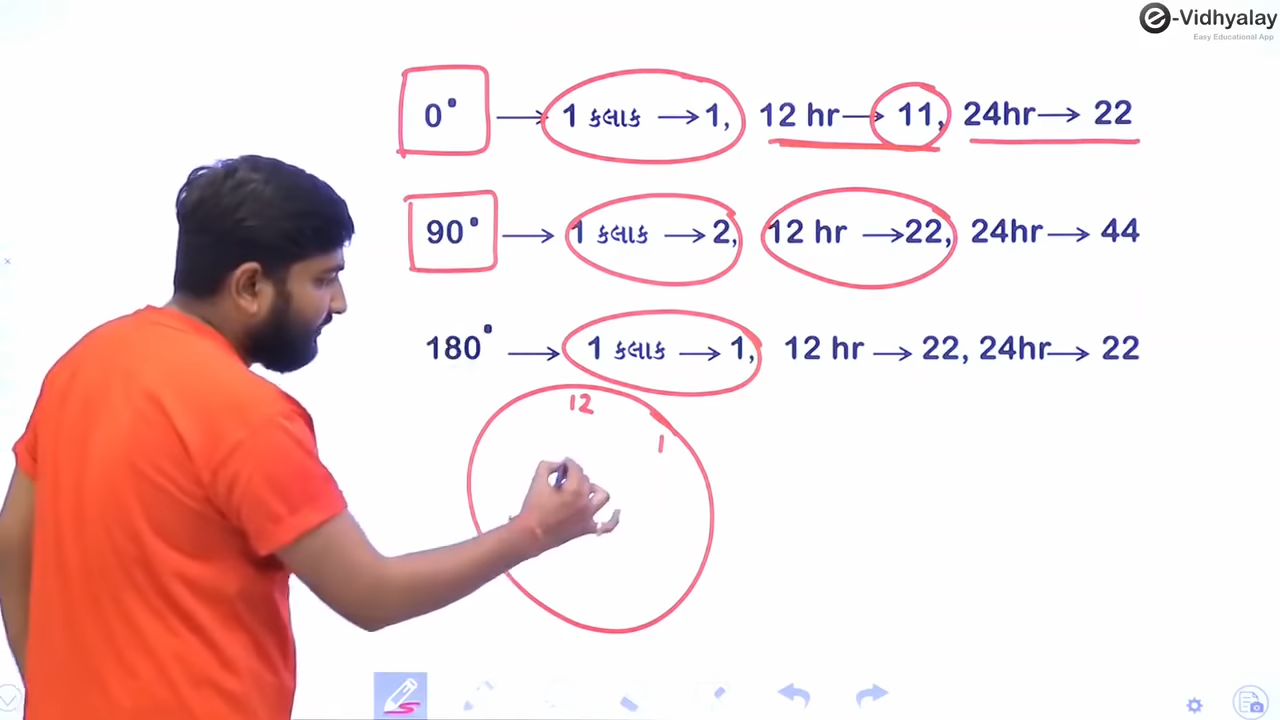 e-Vidhyalay
Easy Educational App
0° → 1 કલાક → 1, 12 hr → 11, 24hr → 22
90° → 1 કલાક → 2, 12 hr → 22, 24hr → 44
180° → 1 કલાક → 1, 12 hr → 22, 24hr → 22
12
1